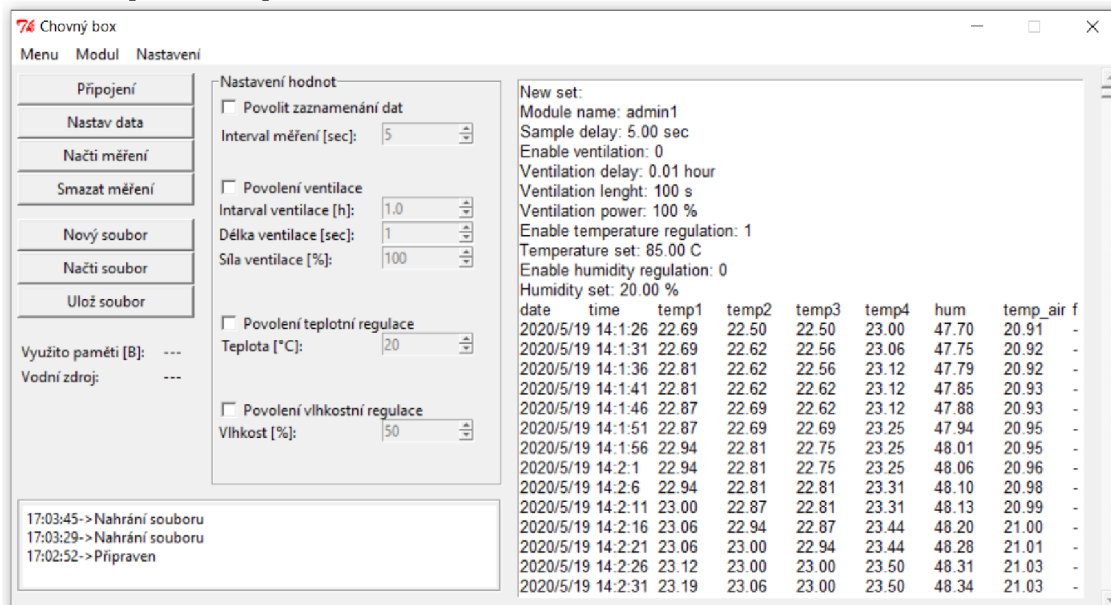 Chovný box
Menu Modul Nastavení
Připojení
Nastav data
Načti měření
Smazat měření
Nový soubor
Načti soubor
Ulož soubor
Využito paměti [B]: ---
Vodní zdroj: ---
Nastavení hodnot
Povolit zaznamenání dat
Interval měření [sec]: 5
Povolení ventilace
Intarval ventilace [h]: 1.0
Délka ventilace [sec]: 1
Síla ventilace [%]: 100
Povolení teplotní regulace
Teplota [°C]: 20
Povolení vlhkostní regulace
Vlhkost [%]: 50
17:03:45->Nahrání souboru
17:03:29->Nahrání souboru
17:02:52->Připraven
New set:
Module name: admin1
Sample delay: 5.00 sec
Enable ventilation: 0
Ventilation delay: 0.01 hour
Ventilation lenght: 100 s
Ventilation power: 100 %
Enable temperature regulation: 1
Temperature set: 85.00 C
Enable humidity regulation: 0
Humidity set: 20.00 %
date time temp1 temp2 temp3 temp4 hum temp_air f
2020/5/19 14:1:26 22.69 22.50 22.50 23.00 47.70 20.91 -
2020/5/19 14:1:31 22.69 22.62 22.56 23.06 47.75 20.92 -
2020/5/19 14:1:36 22.81 22.62 22.56 23.12 47.79 20.92 -
2020/5/19 14:1:41 22.81 22.62 22.62 23.12 47.85 20.93 -
2020/5/19 14:1:46 22.87 22.69 22.62 23.12 47.88 20.93 -
2020/5/19 14:1:51 22.87 22.69 22.69 23.25 47.94 20.95 -
2020/5/19 14:1:56 22.94 22.81 22.75 23.25 48.01 20.95 -
2020/5/19 14:2:1 22.94 22.81 22.75 23.25 48.06 20.96 -
2020/5/19 14:2:6 22.94 22.81 22.81 23.31 48.10 20.98 -
2020/5/19 14:2:11 23.00 22.87 22.81 23.31 48.13 20.99 -
2020/5/19 14:2:16 23.06 22.94 22.87 23.44 48.20 21.00 -
2020/5/19 14:2:21 23.06 23.00 22.94 23.44 48.28 21.01 -
2020/5/19 14:2:26 23.12 23.00 23.00 23.50 48.31 21.03 -
2020/5/19 14:2:31 23.19 23.06 23.00 23.50 48.34 21.03 -